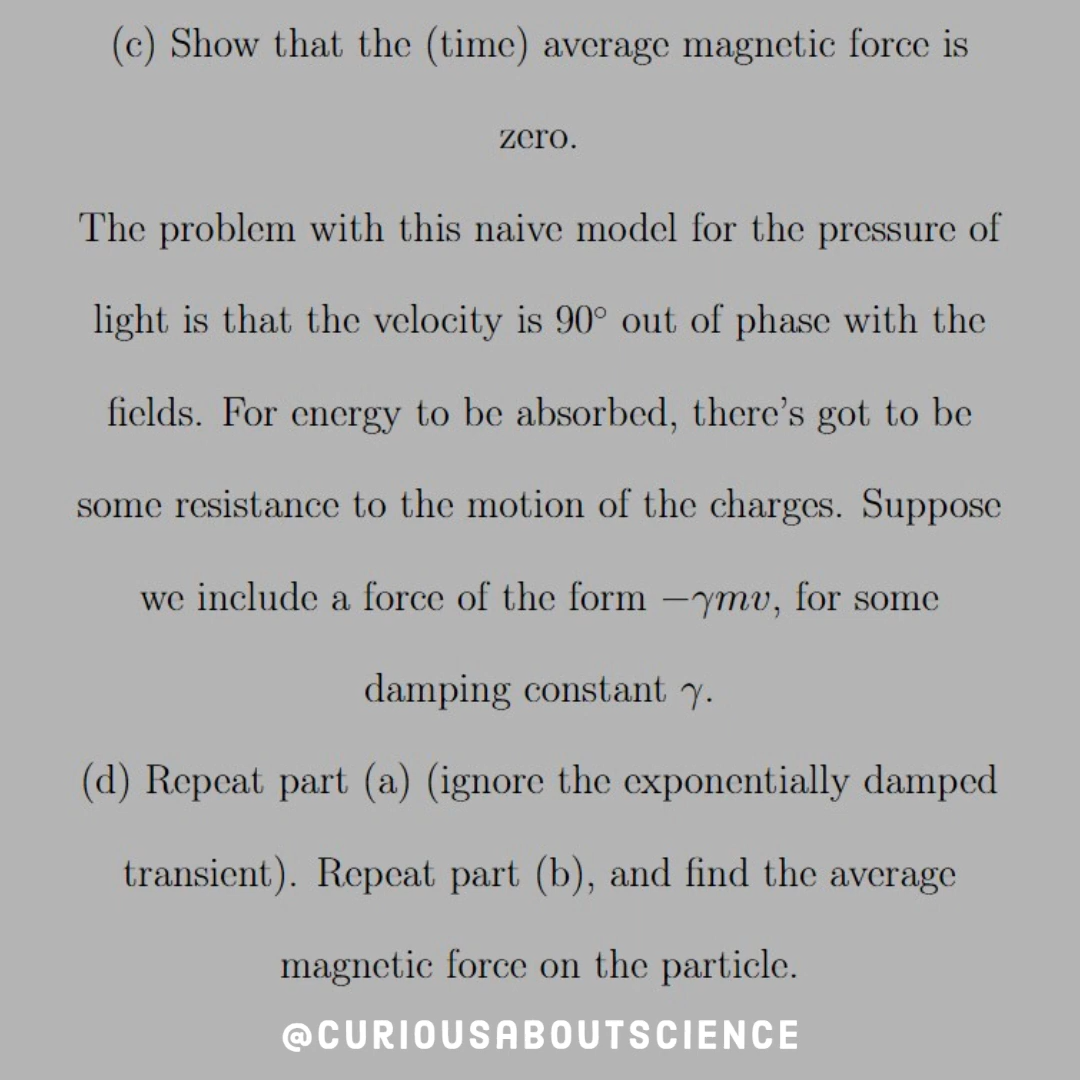 (c) Show that the (time) average magnetic force is
zero.
The problem with this naive model for the pressure of
light is that the velocity is 90° out of phase with the
fields. For energy to be absorbed, there's got to be
some resistance to the motion of the charges. Suppose
we include a force of the form −γmv, for some
damping constant γ.
(d) Repeat part (a) (ignore the exponentially damped
transient). Repeat part (b), and find the average
magnetic force on the particle.
@CURIOUSABOUTSCIENCE